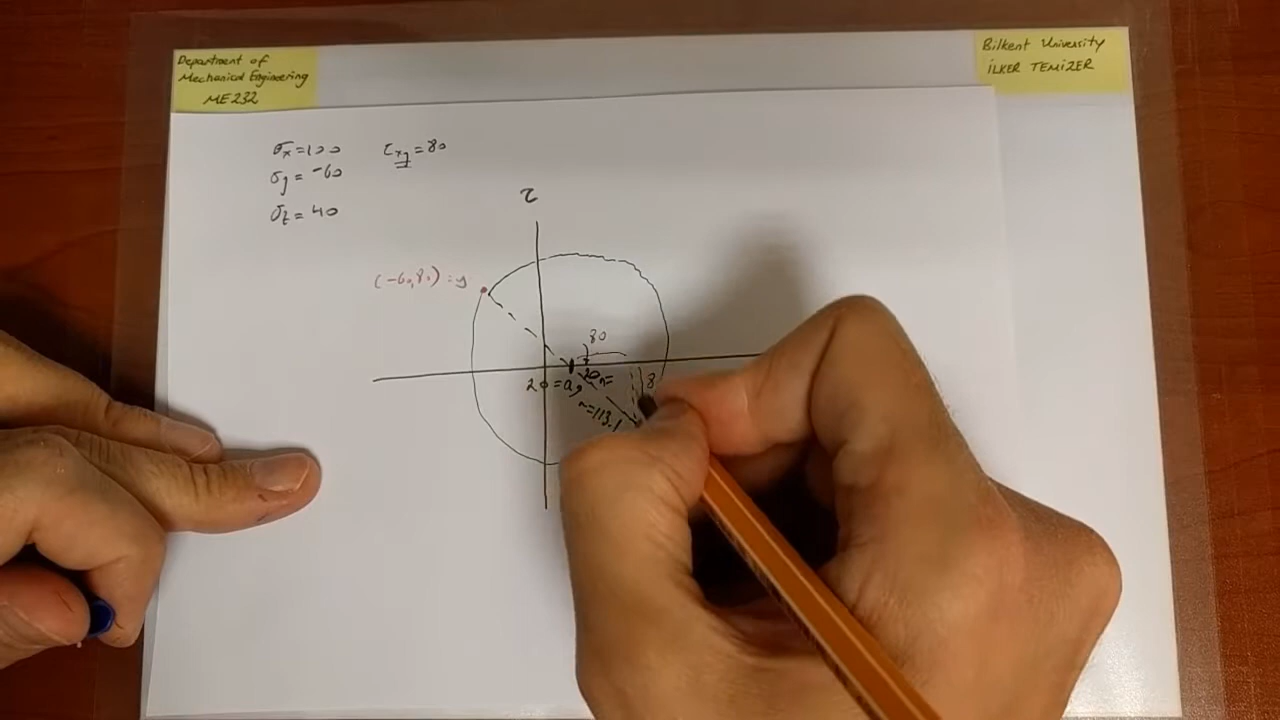 Department of
Mechanical Engineering
ME232
Bilkent University
İLKER TEMİZER
σx=100 τxy=80
σy=-60
σz=40
τ
(-60,80)=y
80
20=a
8
r=113.1